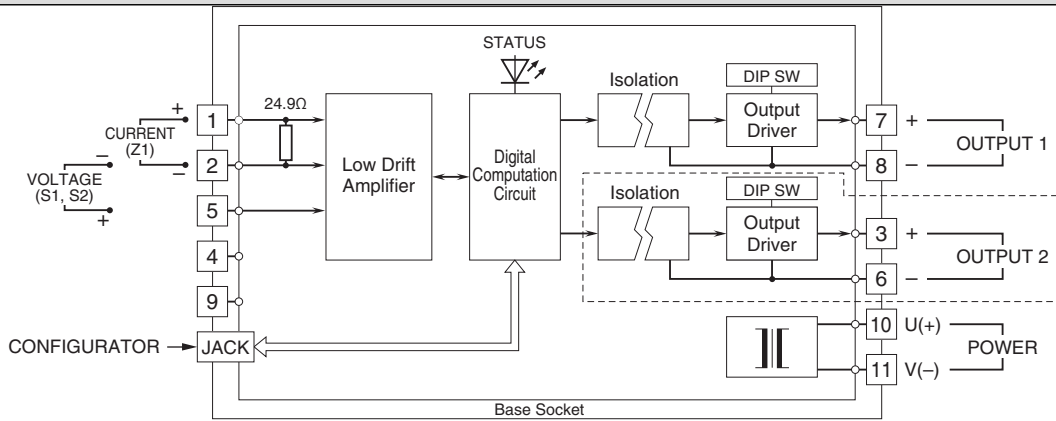 STATUS
Isolation
DIP SW
Output
Driver
24.9Ω
+
CURRENT
(Z1)
–
1
2
–
VOLTAGE
(S1, S2)
+
5
4
9
Low Drift
Amplifier
Digital
Computation
Circuit
7 +
8 –
OUTPUT 1
Isolation
DIP SW
Output
Driver
3 +
6 –
OUTPUT 2
10 U(+)
11 V(–)
POWER
CONFIGURATOR
JACK
Base Socket